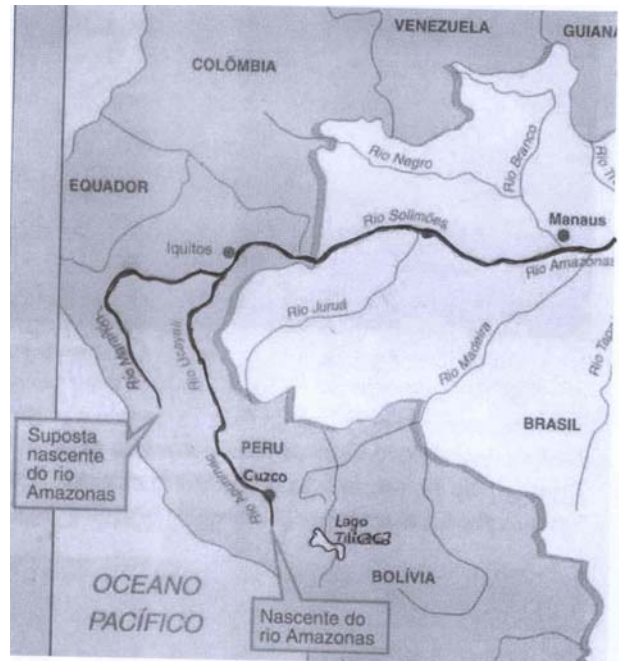 VENEZUELA
GUIANA
COLÔMBIA
Rio Branco
Rio Negro
EQUADOR
Rio Solimões
Manaus
Iquitos
Rio Amazonas
Rio Juruá
Rio Marañón
Rio Ucayali
Rio Madeira
Rio Tapa
BRASIL
Suposta
nascente
do rio
Amazonas
PERU
Cuzco
Rio Apurímac
Lago
BOLÍVIA
OCEANO
PACÍFICO
Nascente do
rio Amazonas